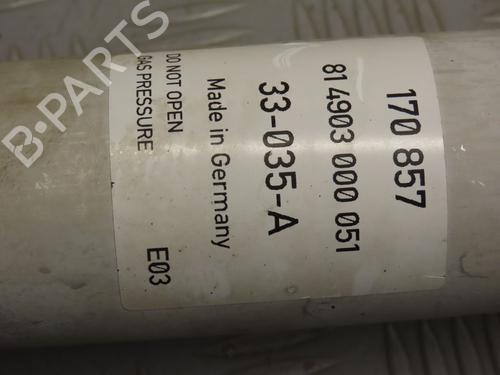 170 857
81 4903 000 051
33-035-A
Made in Germany
DO NOT OPEN
GAS PRESSURE
E03
B-PARTS